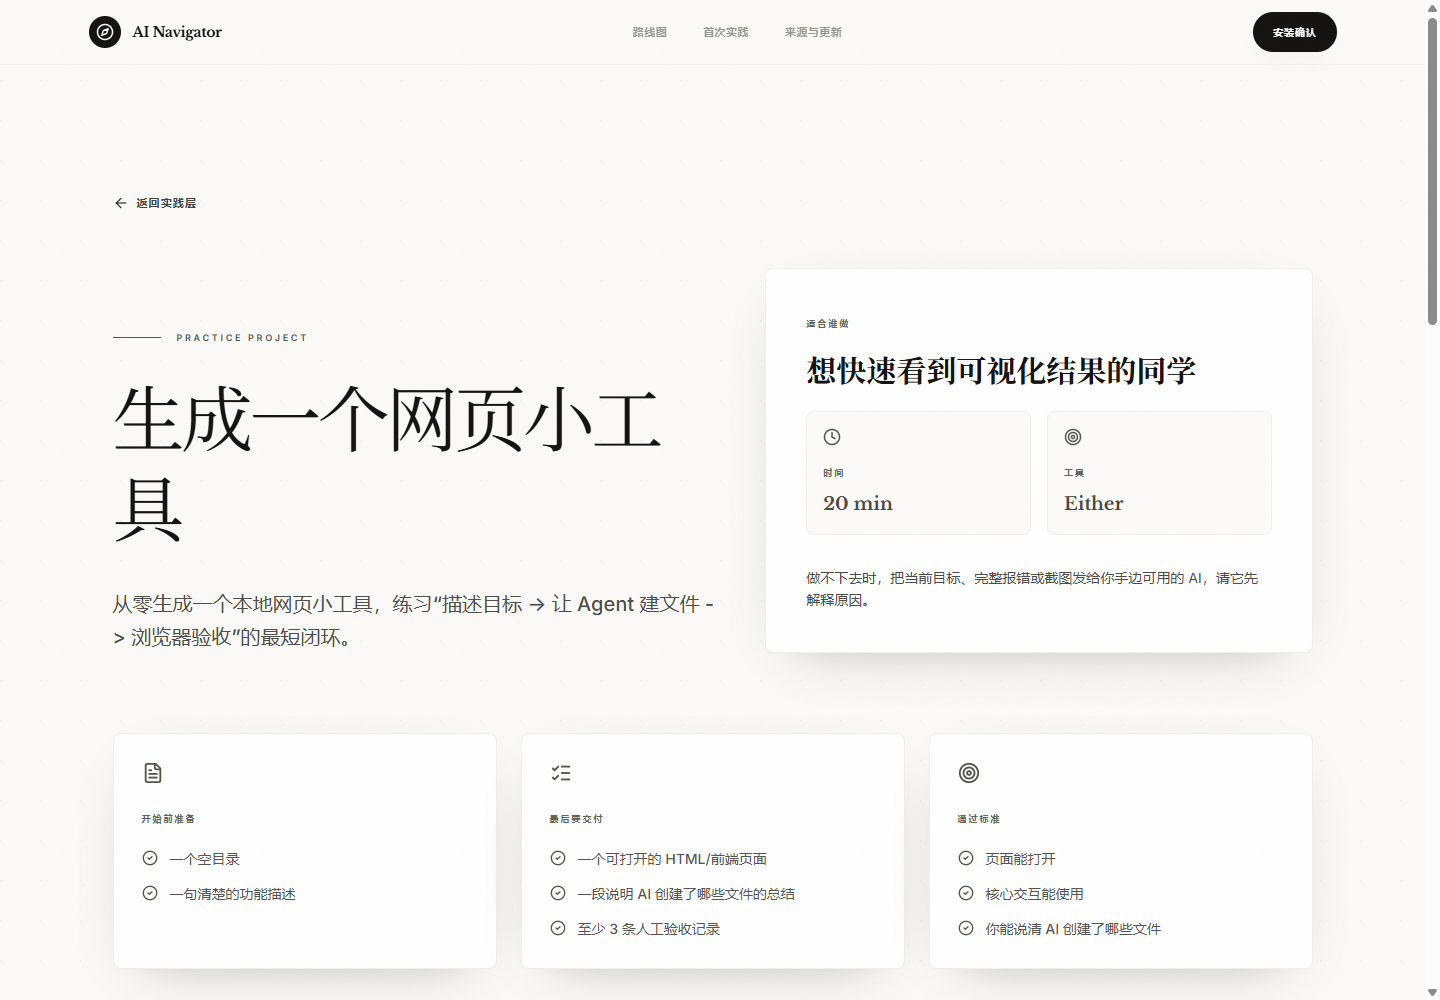 AI Navigator
路线图
首次实践
来源与更新
安装确认
返回实践层
PRACTICE PROJECT
生成一个网页小工
具
从零生成一个本地网页小工具，练习“描述目标 -> 让 Agent 建文件 -
> 浏览器验收”的最短闭环。
适合谁做
想快速看到可视化结果的同学
时间
20 min
工具
Either
做不下去时，把当前目标、完整报错或截图发给你手边可用的 AI，请它先
解释原因。
开始前准备
一个空目录
一句清楚的功能描述
最后要交付
一个可打开的 HTML/前端页面
一段说明 AI 创建了哪些文件的总结
至少 3 条人工验收记录
通过标准
页面能打开
核心交互能使用
你能说清 AI 创建了哪些文件